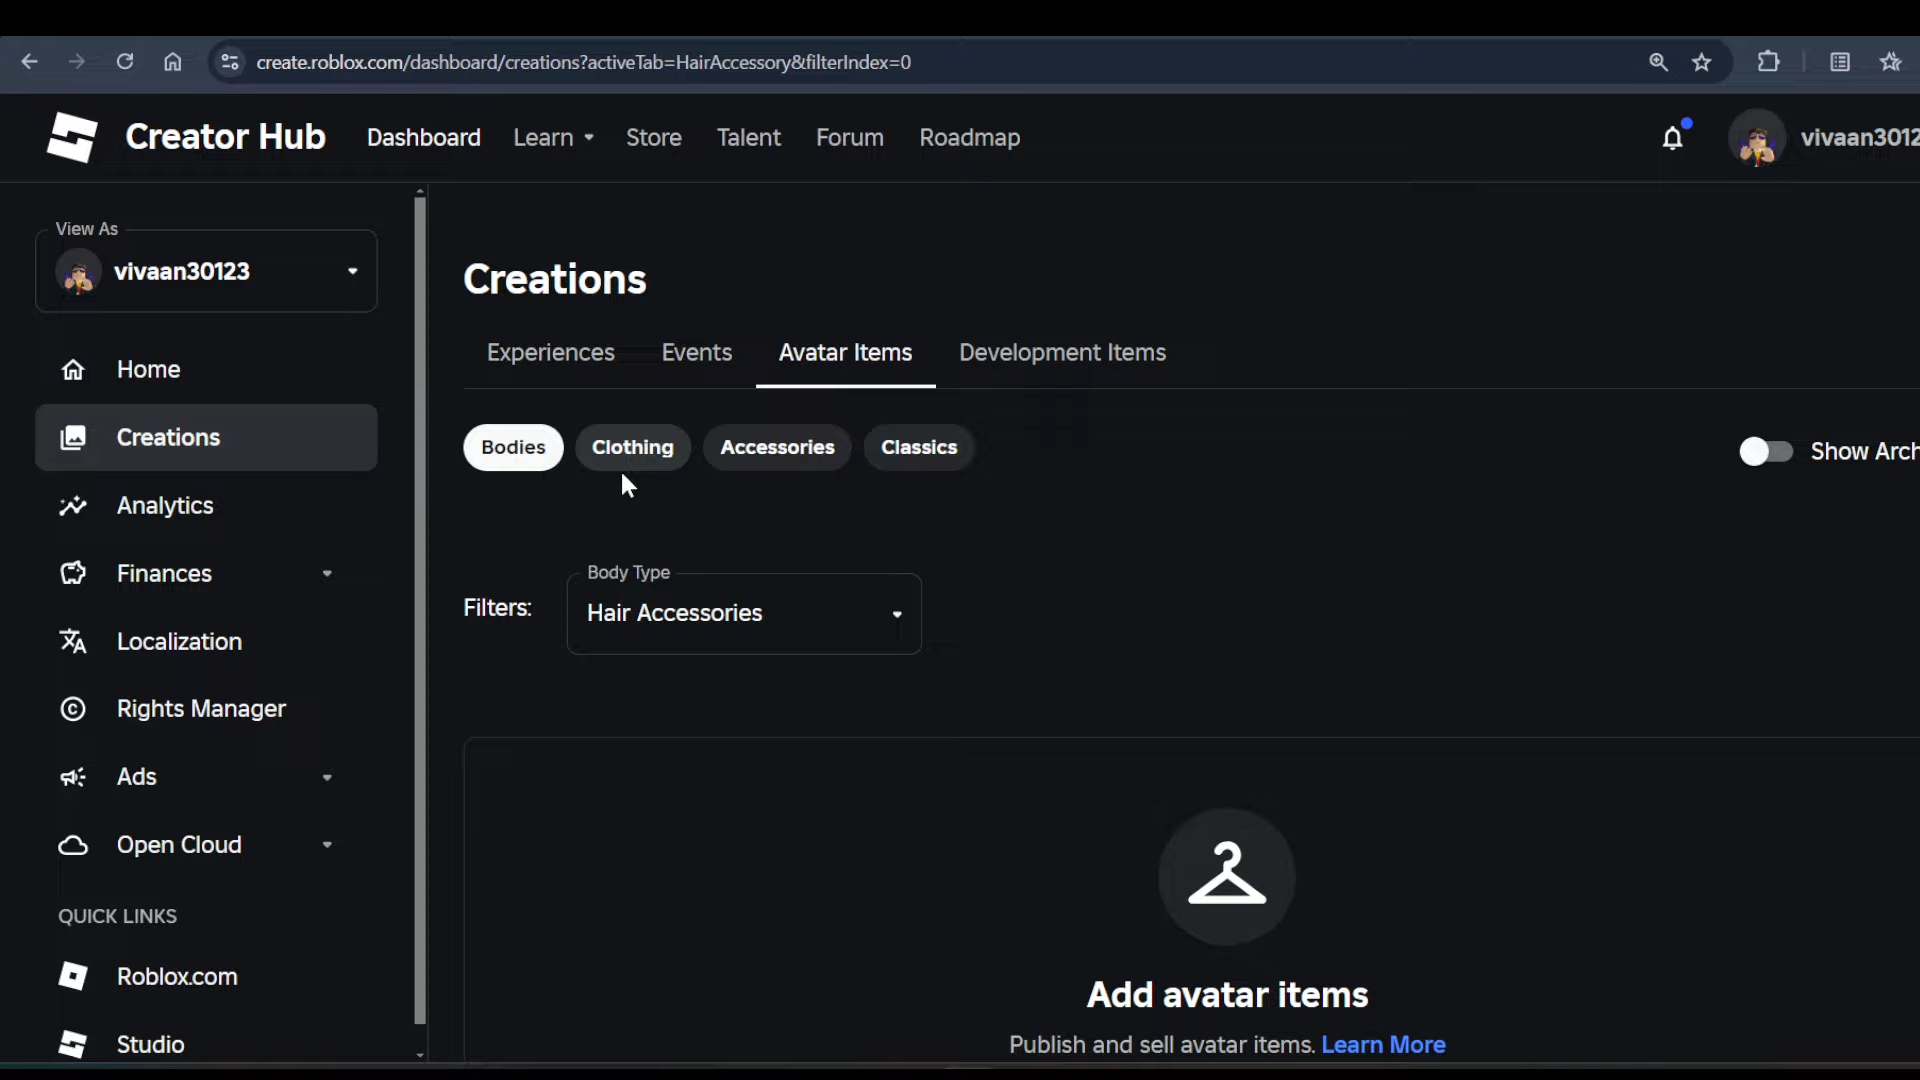 create.roblox.com/dashboard/creations?activeTab=HairAccessory&filterIndex=0
Creator Hub
Dashboard
Learn
Store
Talent
Forum
Roadmap
vivaan3012
View As
vivaan30123
Home
Creations
Analytics
Finances
Localization
Rights Manager
Ads
Open Cloud
QUICK LINKS
Roblox.com
Studio
Creations
Experiences
Events
Avatar Items
Development Items
Bodies
Clothing
Accessories
Classics
Show Arch
Filters:
Body Type
Hair Accessories
Add avatar items
Publish and sell avatar items. Learn More